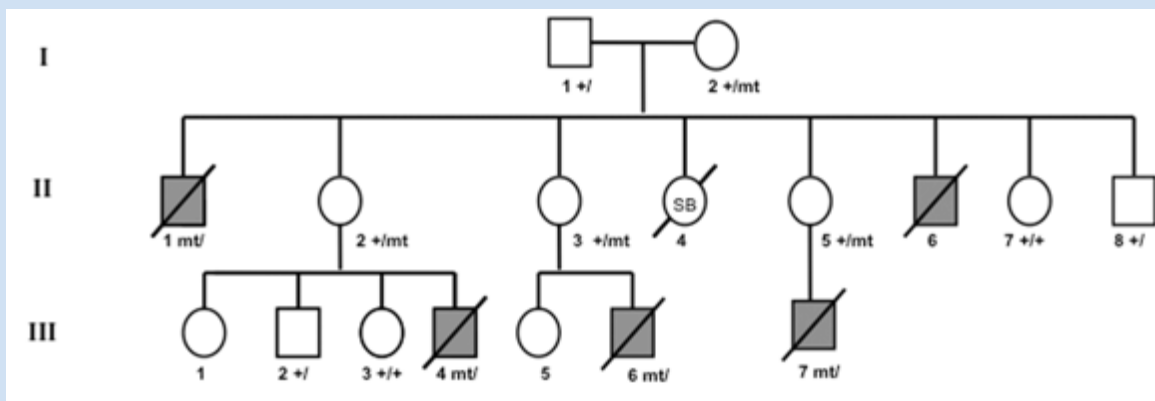 I
1 +/
2 +/mt
II
SB
1 mt/
2 +/mt
3 +/mt
4
5 +/mt
6
7 +/+
8 +/
III
1
2 +/
3 +/+
4 mt/
5
6 mt/
7 mt/